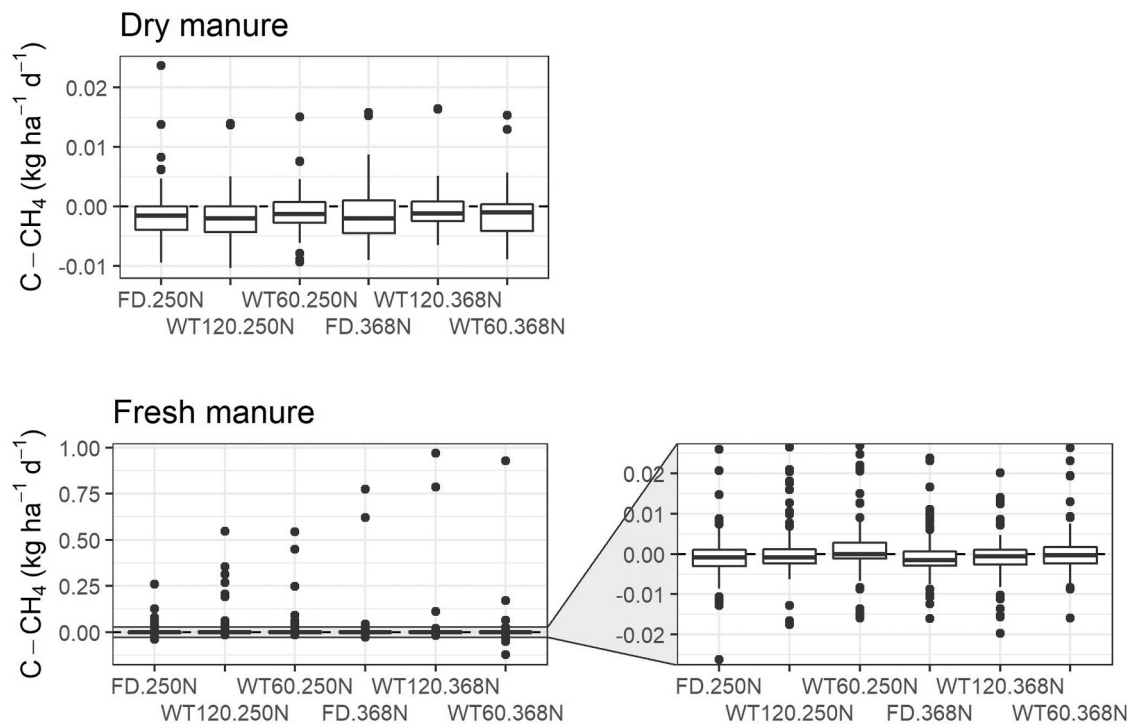 Dry manure
C – CH₄ (kg ha⁻¹ d⁻¹)
0.02
0.01
0.00
-0.01
FD.250N
WT120.250N
WT60.250N
FD.368N
WT120.368N
WT60.368N
Fresh manure
C – CH₄ (kg ha⁻¹ d⁻¹)
1.00
0.75
0.50
0.25
0.00
FD.250N
WT120.250N
WT60.250N
FD.368N
WT120.368N
WT60.368N
0.02
0.01
0.00
-0.01
-0.02
FD.250N
WT120.250N
WT60.250N
FD.368N
WT120.368N
WT60.368N